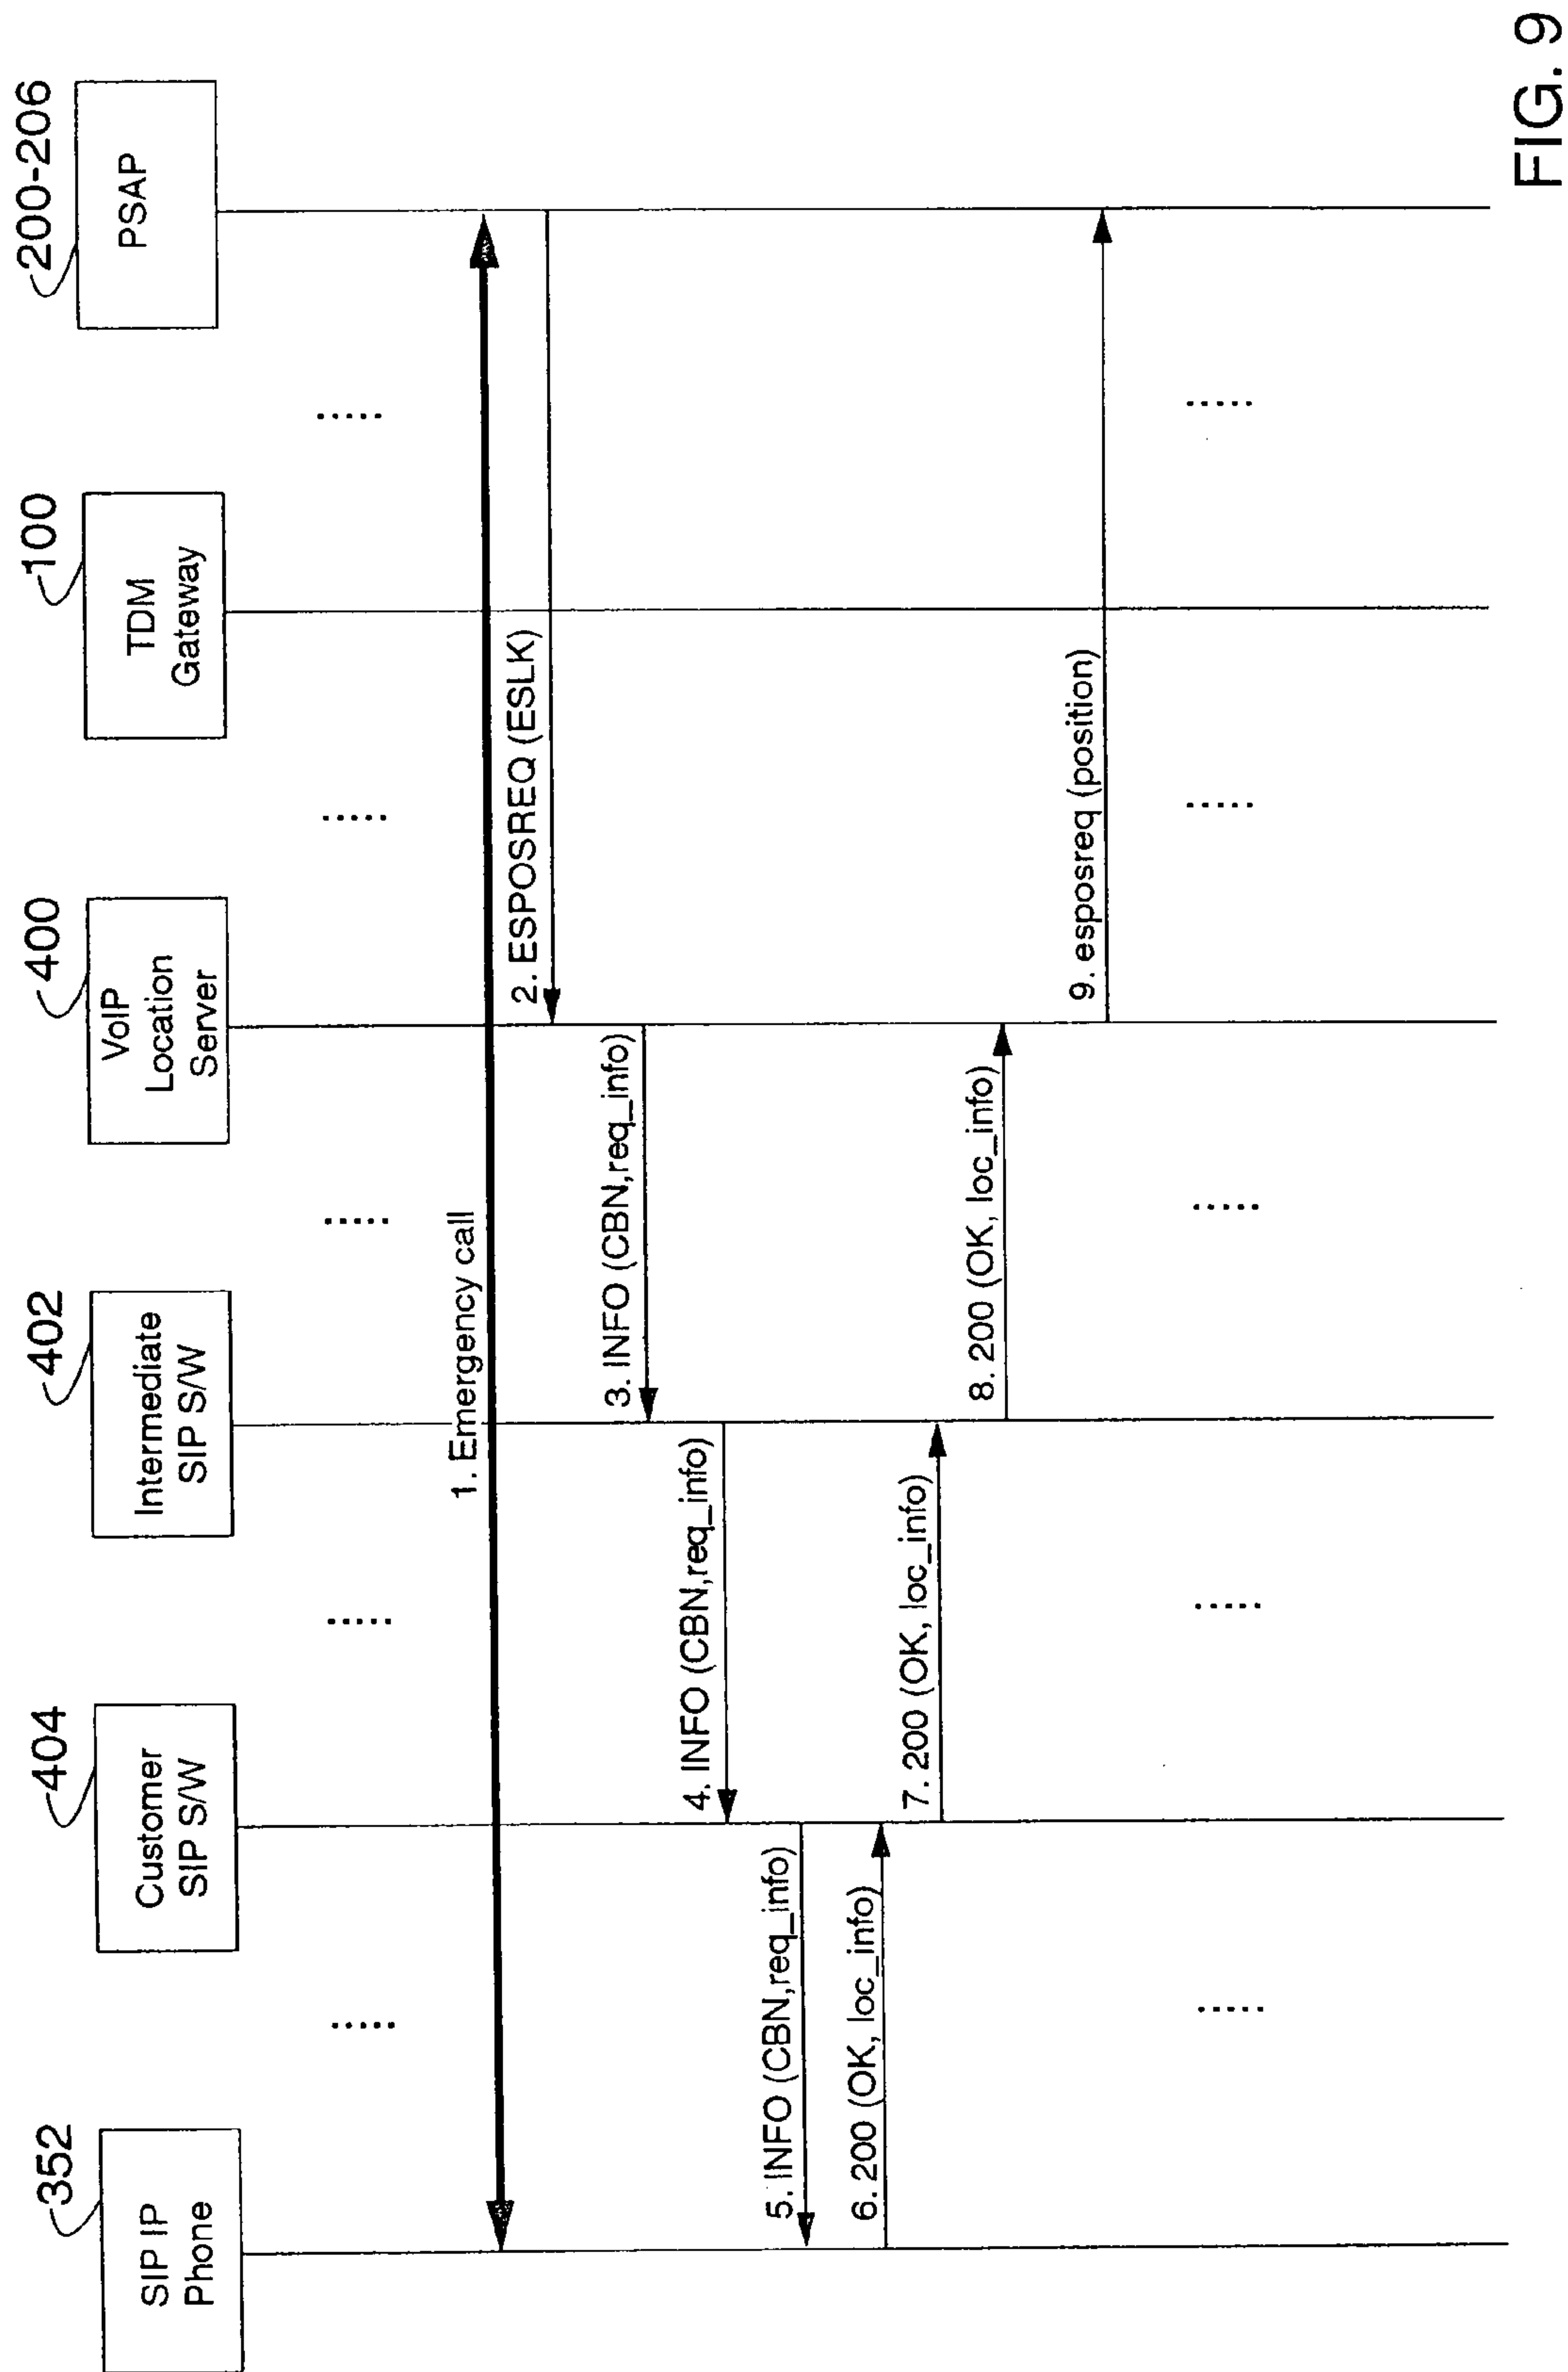 352
SIP IP
Phone
404
Customer
SIP S/W
402
Intermediate
SIP S/W
400
VoIP
Location
Server
100
TDM
Gateway
200-206
PSAP
1. Emergency call
2. ESPOSREQ (ESLK)
3. INFO (CBN,req_info)
4. INFO (CBN,req_info)
5. INFO (CBN,req_info)
6. 200 (OK, loc_info)
7. 200 (OK, loc_info)
8. 200 (OK, loc_info)
9. esposreq (position)
FIG. 9